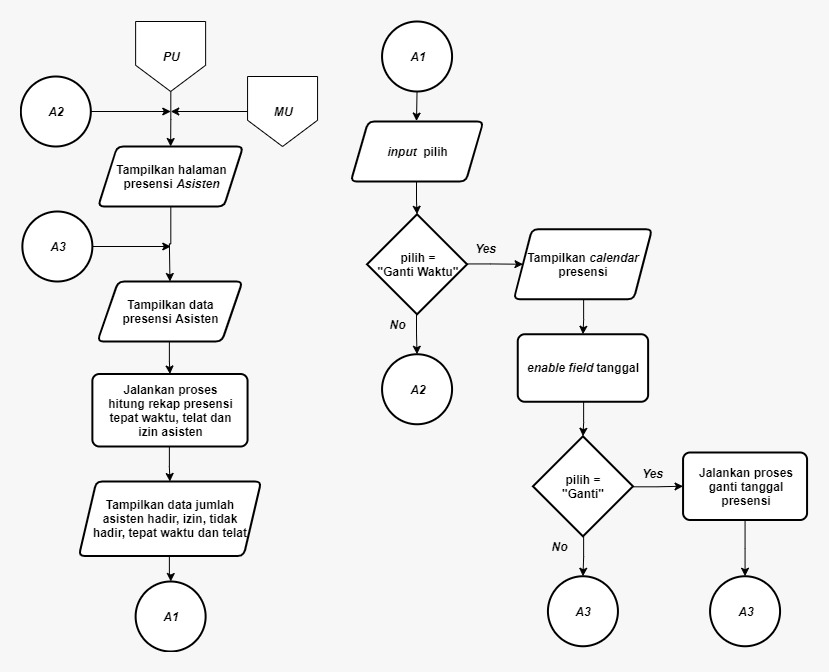 PU
A2
MU
Tampilkan halaman
presensi Asisten
A3
Tampilkan data
presensi Asisten
Jalankan proses
hitung rekap presensi
tepat waktu, telat dan
izin asisten
Tampilkan data jumlah
asisten hadir, izin, tidak
hadir, tepat waktu dan telat
A1
A1
input pilih
pilih =
"Ganti Waktu"
Yes
No
A2
Tampilkan calendar
presensi
enable field tanggal
pilih =
"Ganti"
Yes
No
A3
Jalankan proses
ganti tanggal
presensi
A3